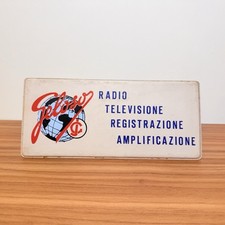 Geloso
RADIO
TELEVISIONE
REGISTRAZIONE
AMPLIFICAZIONE